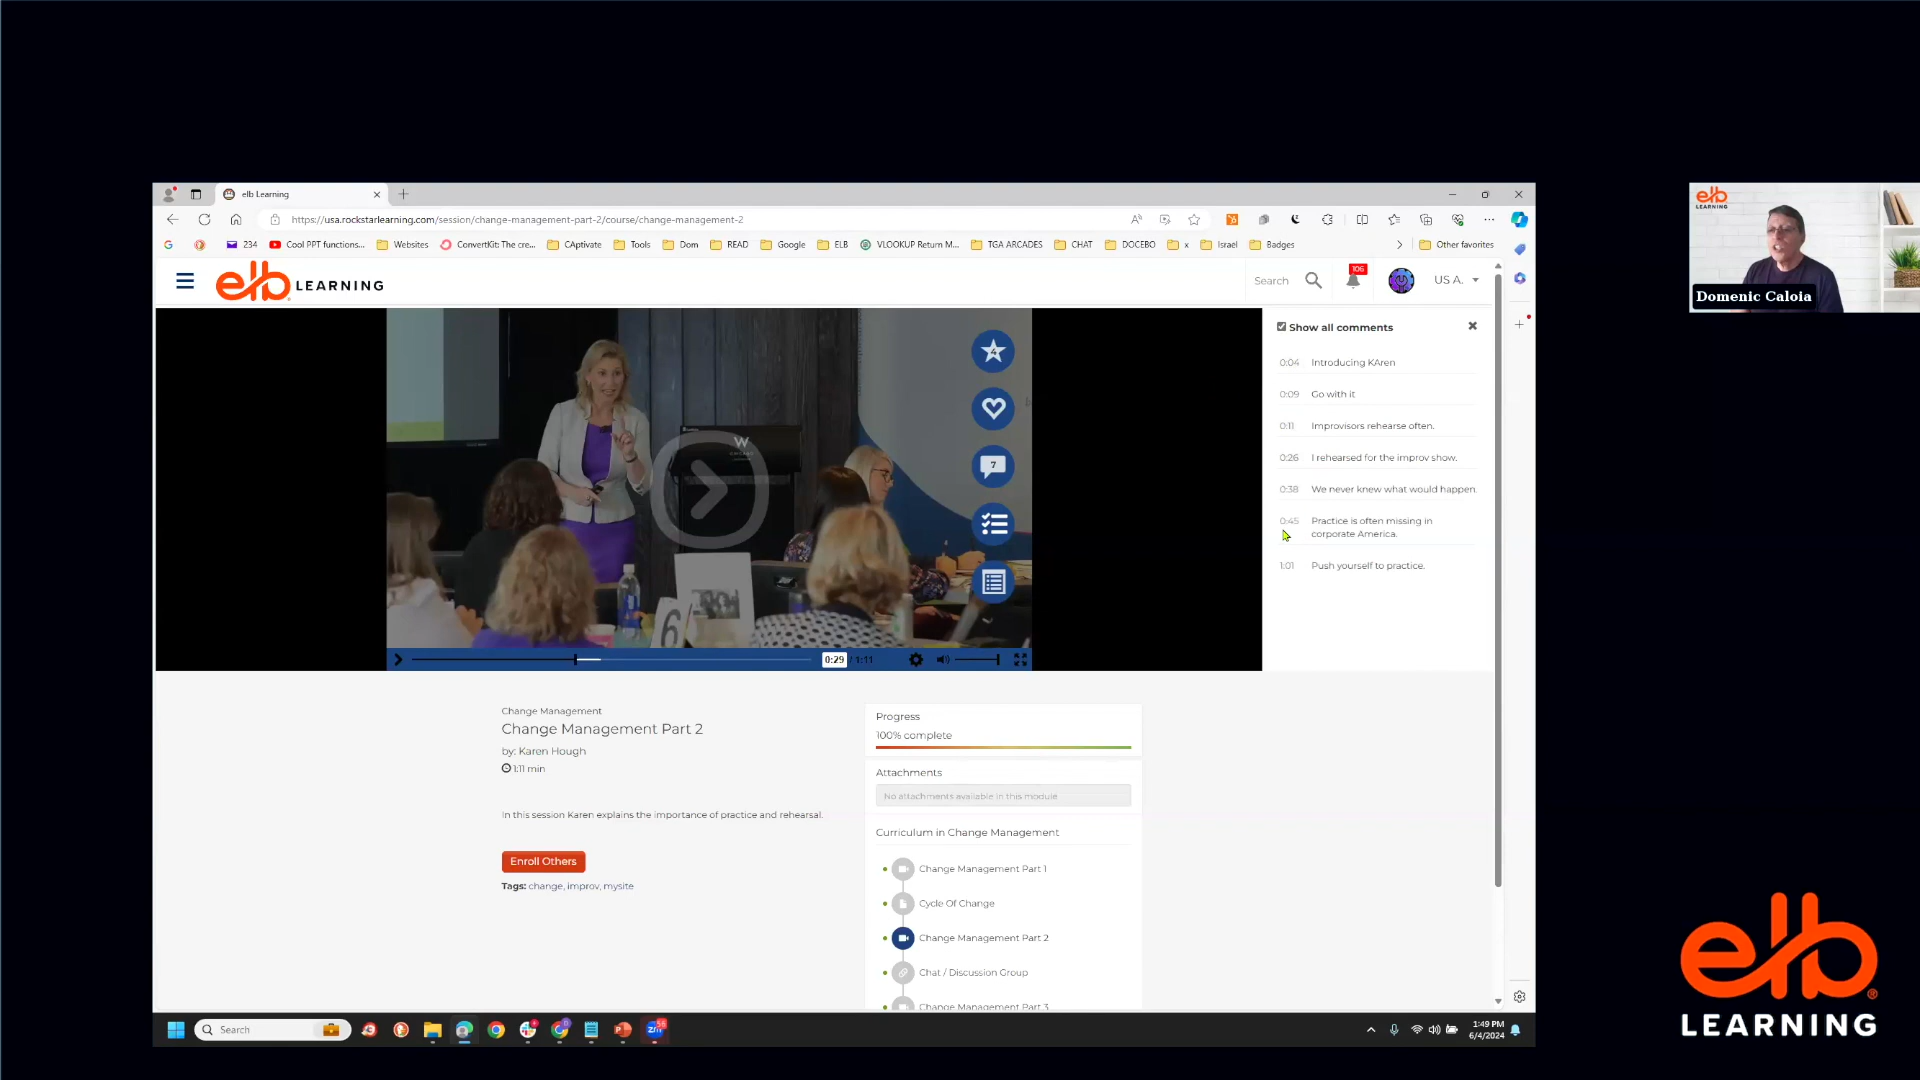 elb Learning
https://usa.rockstarlearning.com/session/change-management-part-2/course/change-management-2
234
Cool PPT functions...
Websites
ConvertKit: The cre...
CAptivate
Tools
Dom
READ
Google
ELB
VLOOKUP Return M...
TGA ARCADES
CHAT
DOCEBO
x
Israel
Badges
Other favorites
elb LEARNING
Search
106
US A.
elb LEARNING
Domenic Caloia
W
7
6
0:29 / 1:11
Show all comments
0:04 Introducing KAren
0:09 Go with it
0:11 Improvisors rehearse often.
0:26 I rehearsed for the improv show.
0:38 We never knew what would happen.
0:45 Practice is often missing in
corporate America.
1:01 Push yourself to practice.
Change Management
Change Management Part 2
by: Karen Hough
1:11 min
In this session Karen explains the importance of practice and rehearsal.
Enroll Others
Tags: change, improv, mysite
Progress
100% complete
Attachments
No attachments available in this module
Curriculum in Change Management
Change Management Part 1
Cycle Of Change
Change Management Part 2
Chat / Discussion Group
Change Management Part 3
Search
1:49 PM
6/4/2024
elb
LEARNING